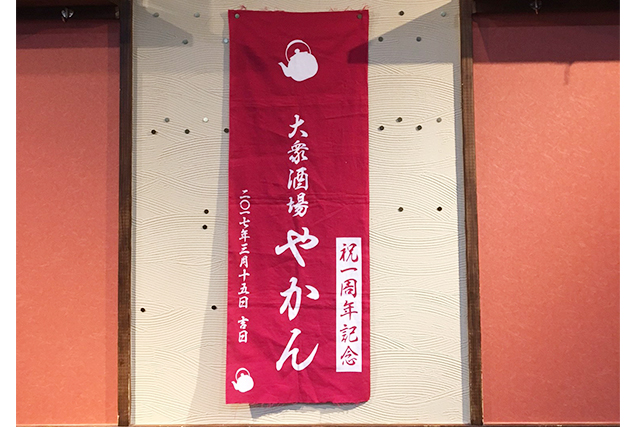 祝一周年記念
大衆酒場 やかん
二〇一七年三月十五日 吉日